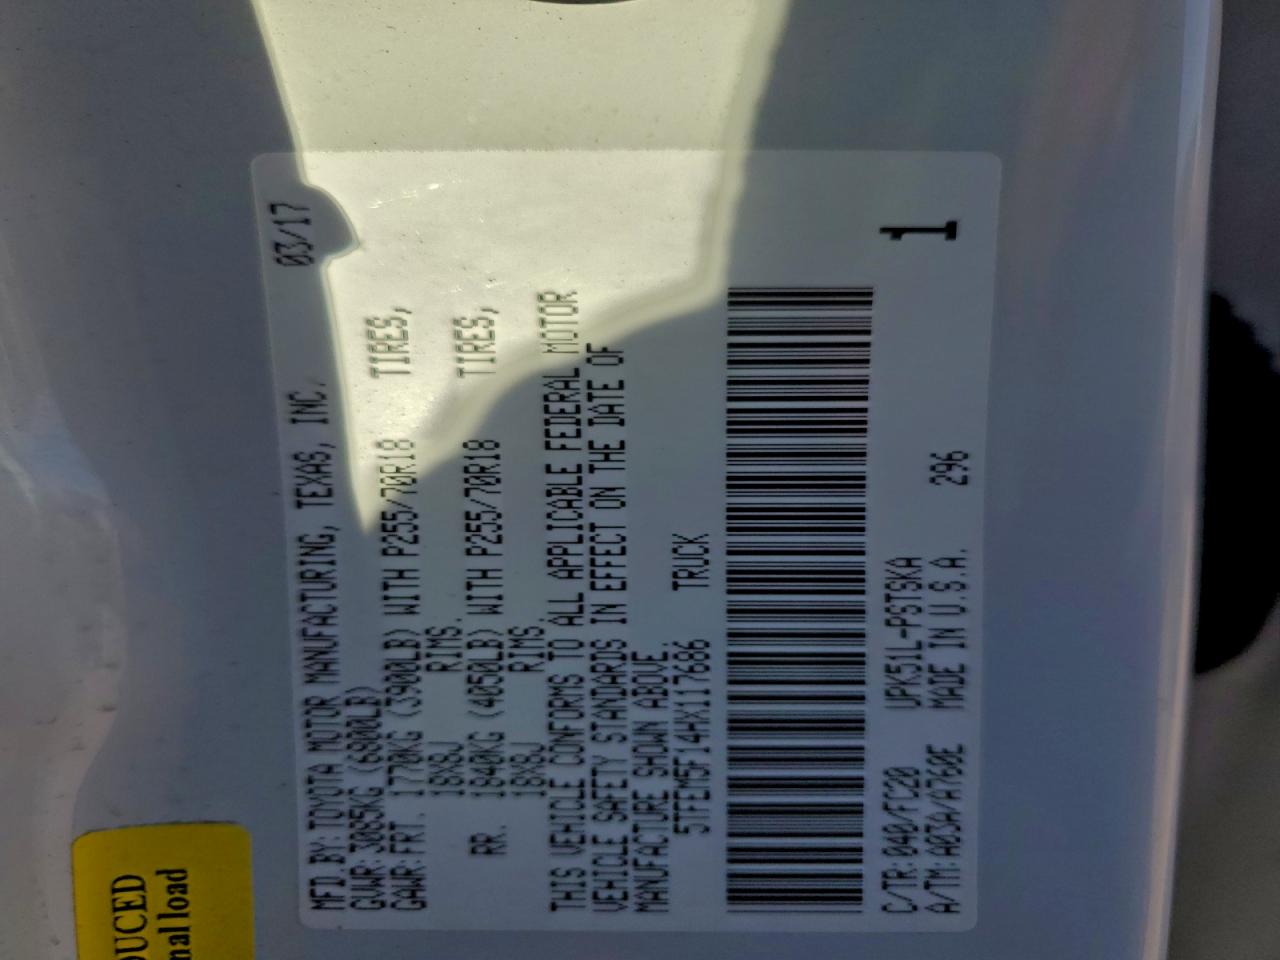 MFD.BY:TOYOTA MOTOR MANUFACTURING, TEXAS, INC. 03/17
GVWR:3085KG (6800LB)
GAWR:FRT. 1770KG (3900LB) WITH P255/70R18 TIRES,
18X8J RIMS.
RR. 1840KG (4050LB) WITH P255/70R18 TIRES,
18X8J RIMS.
THIS VEHICLE CONFORMS TO ALL APPLICABLE FEDERAL MOTOR
VEHICLE SAFETY STANDARDS IN EFFECT ON THE DATE OF
MANUFACTURE SHOWN ABOVE.
5TFEM5F14HX117686 TRUCK
C/TR:040/FC20 UPK51L-PSTSKA
A/TM:A03A/A760E MADE IN U.S.A. 296
1
DUCED
nal load